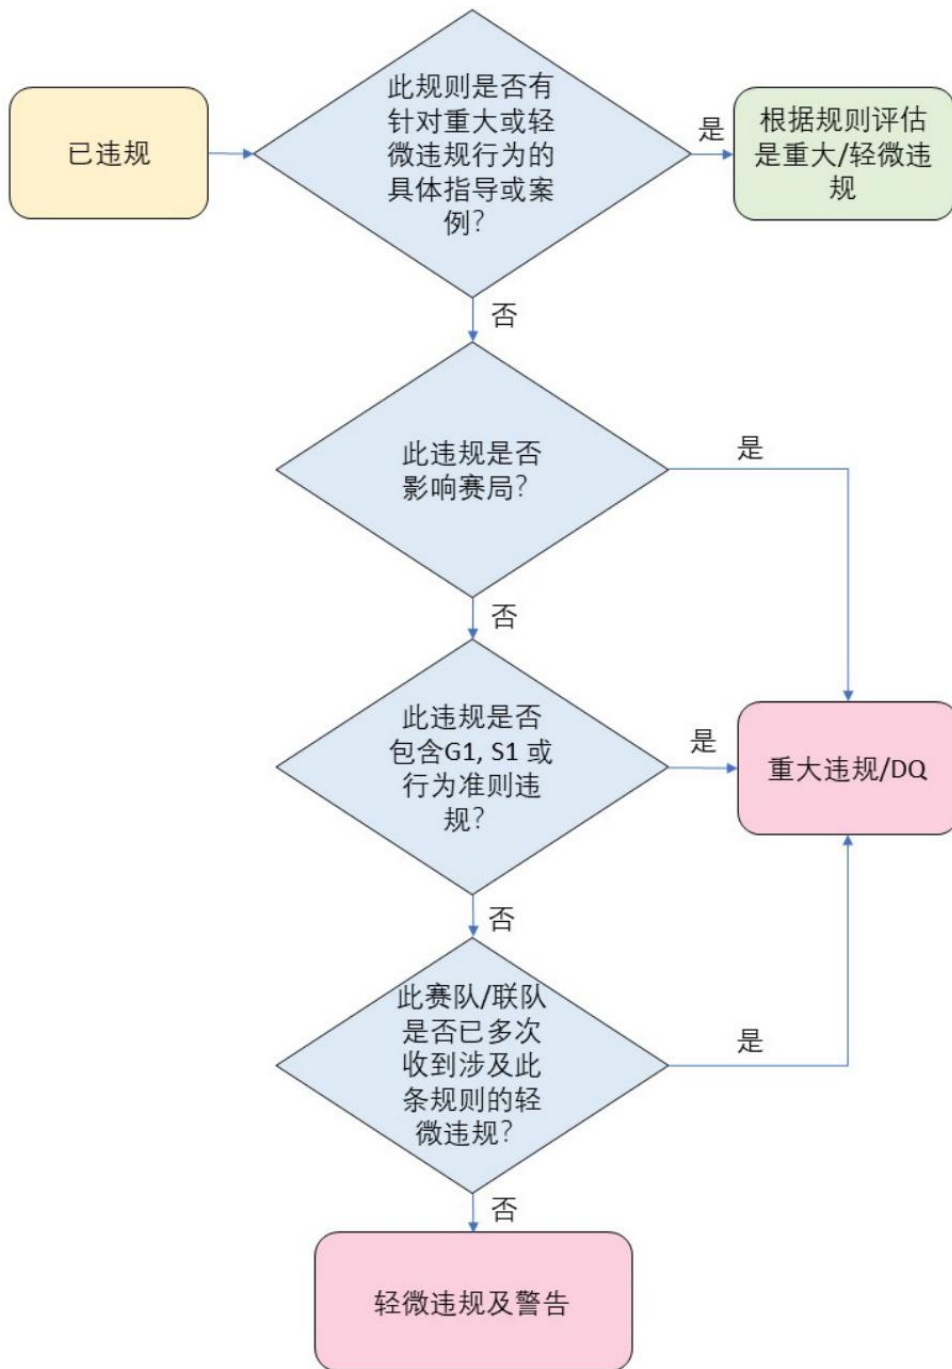 已违规
此规则是否有
针对重大或轻
微违规行为的
具体指导或案
例?
是
根据规则评估
是重大/轻微违
规
否
此违规是否
影响赛局?
是
否
此违规是否
包含G1, S1 或
行为准则违
规?
是
重大违规/DQ
否
此赛队/联队
是否已多次
收到涉及此
条规则的轻
微违规?
是
否
轻微违规及警告